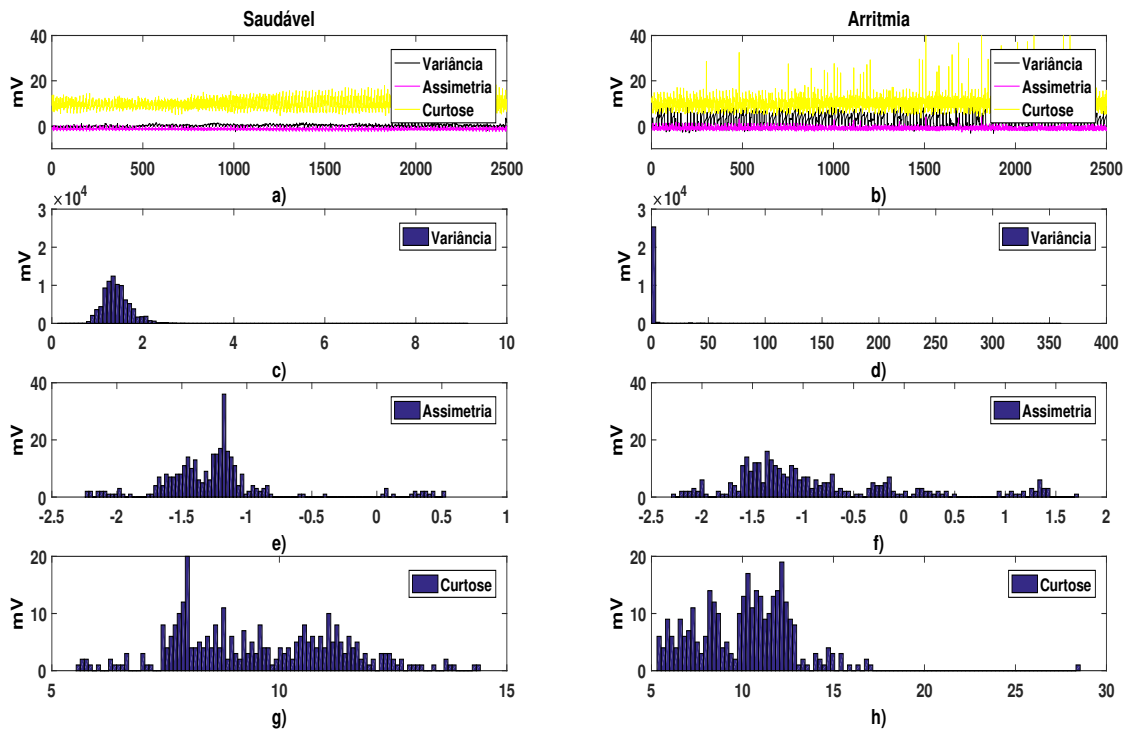 Saudável
Arritmia
mV
40
20
0
Variância
Assimetria
Curtose
0 500 1000 1500 2000 2500
a)
mV
40
20
0
Variância
Assimetria
Curtose
0 500 1000 1500 2000 2500
b)
×10⁴
mV
3
2
1
0
Variância
0 2 4 6 8 10
c)
×10⁴
mV
3
2
1
0
Variância
0 50 100 150 200 250 300 350 400
d)
mV
40
20
0
Assimetria
-2.5 -2 -1.5 -1 -0.5 0 0.5 1
e)
mV
40
20
0
Assimetria
-2.5 -2 -1.5 -1 -0.5 0 0.5 1 1.5 2
f)
mV
20
10
0
Curtose
5 10 15
g)
mV
20
10
0
Curtose
5 10 15 20 25 30
h)